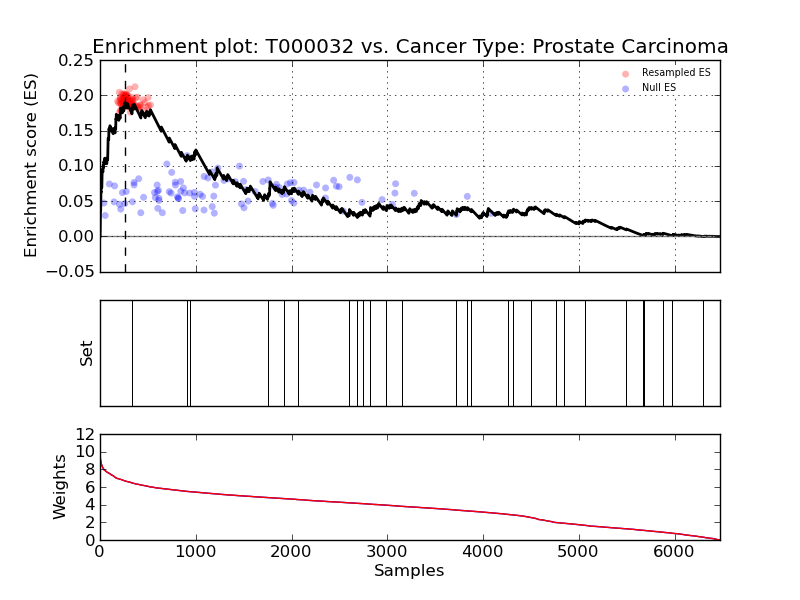 Enrichment plot: T000032 vs. Cancer Type: Prostate Carcinoma
Enrichment score (ES)
0.25
0.20
0.15
0.10
0.05
0.00
−0.05
Resampled ES
Null ES
Set
Weights
12
10
8
6
4
2
0
0 1000 2000 3000 4000 5000 6000
Samples